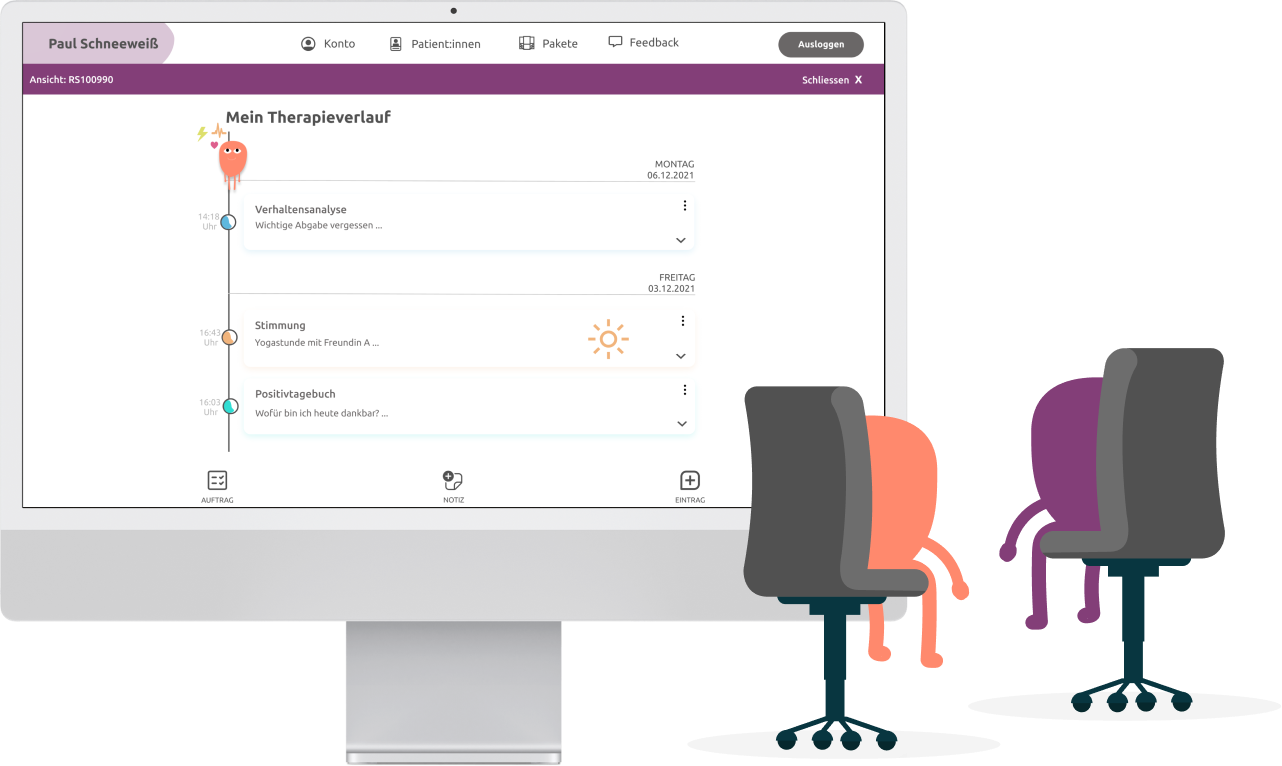 Paul Schneeweiß
Konto
Patient:innen
Pakete
Feedback
Ausloggen
Ansicht: RS100990
Schliessen X
Mein Therapieverlauf
MONTAG
06.12.2021
14:18
Uhr
Verhaltensanalyse
Wichtige Abgabe vergessen ...
FREITAG
03.12.2021
16:43
Uhr
Stimmung
Yogastunde mit Freundin A ...
16:03
Uhr
Positivtagebuch
Wofür bin ich heute dankbar? ...
AUFTRAG
NOTIZ
EINTRAG